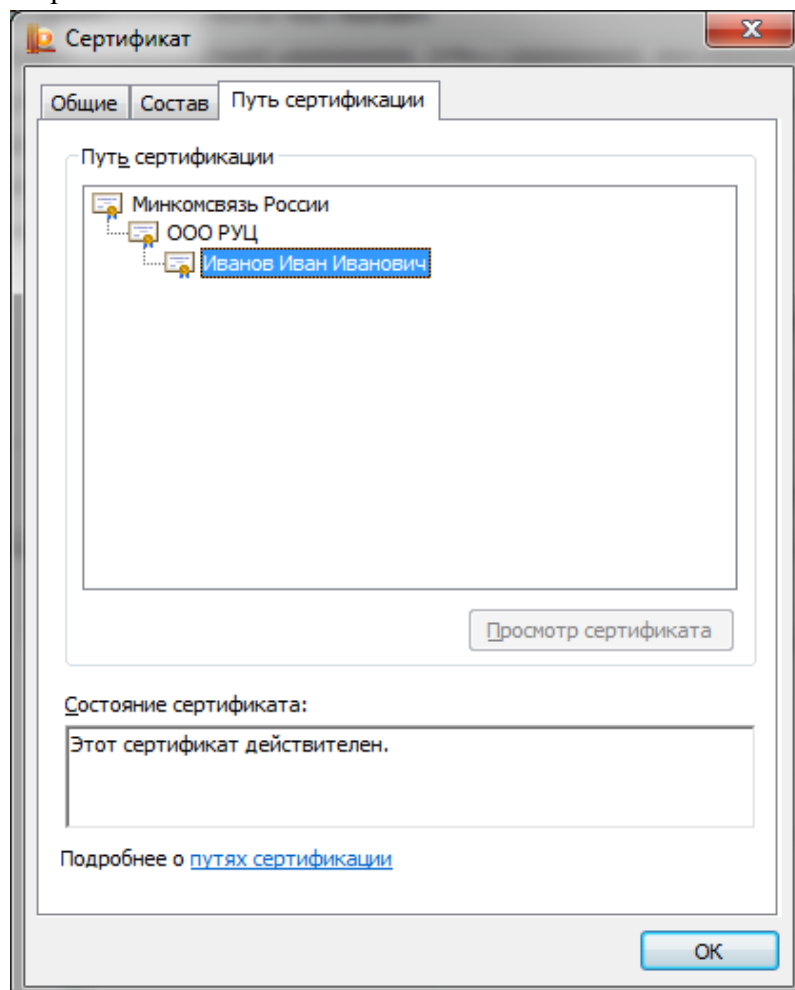 Сертификат
Общие Состав Путь сертификации
Путь сертификации
Минкомсвязь России
ООО РУЦ
Иванов Иван Иванович
Просмотр сертификата
Состояние сертификата:
Этот сертификат действителен.
Подробнее о путях сертификации
ОК